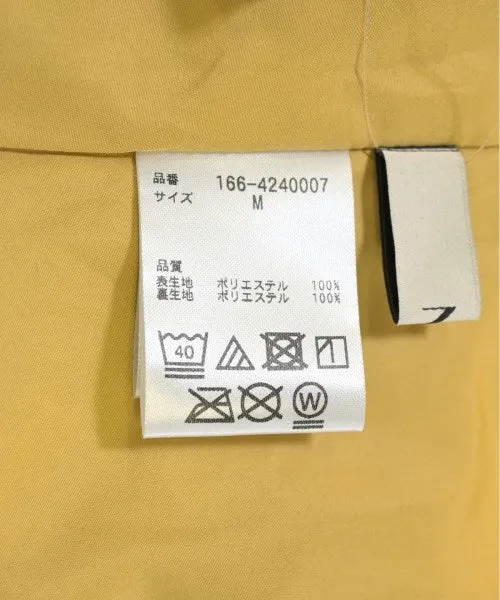 品番 166-4240007
サイズ M
品質
表生地 ポリエステル 100%
裏生地 ポリエステル 100%
40
W